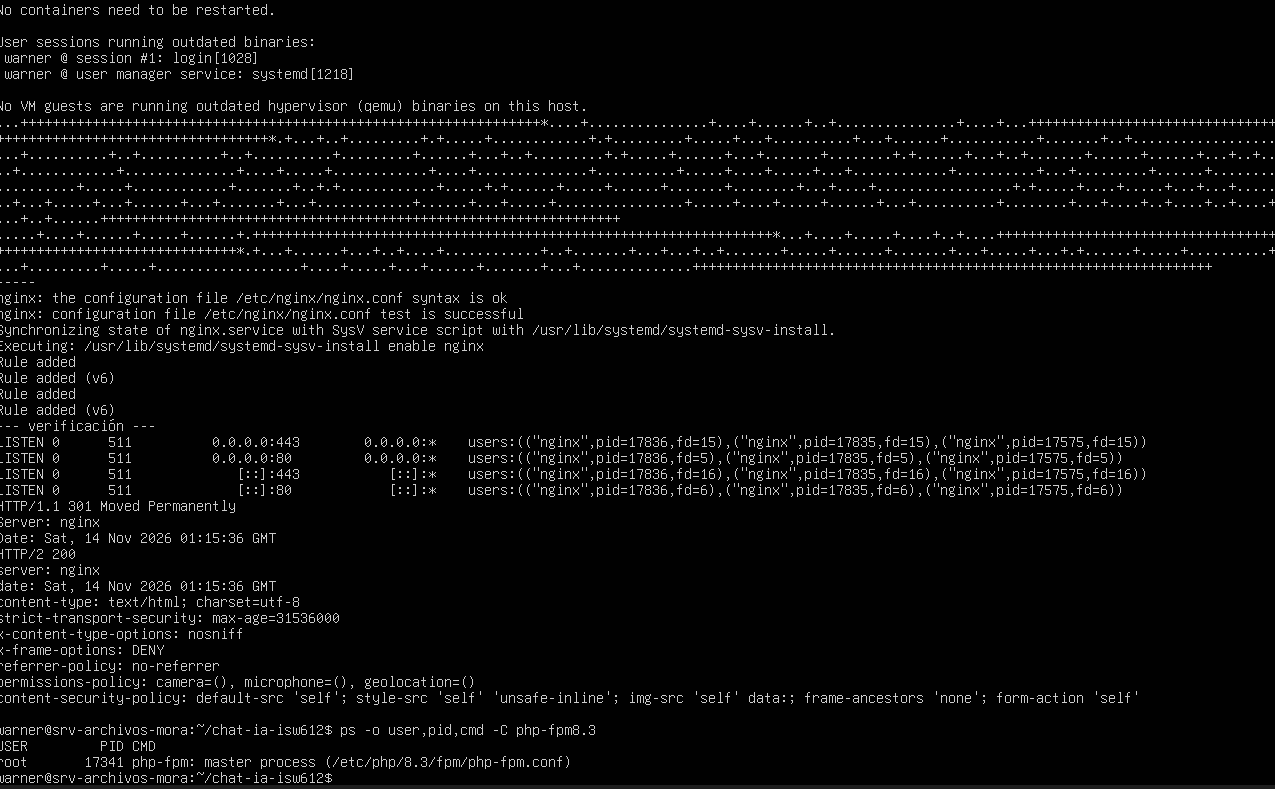 No containers need to be restarted.
User sessions running outdated binaries:
warner @ session #1: login[1028]
warner @ user manager service: systemd[1218]
No VM guests are running outdated hypervisor (qemu) binaries on this host.
-----
nginx: the configuration file /etc/nginx/nginx.conf syntax is ok
nginx: configuration file /etc/nginx/nginx.conf test is successful
Synchronizing state of nginx.service with SysV service script with /usr/lib/systemd/systemd-sysv-install.
Executing: /usr/lib/systemd/systemd-sysv-install enable nginx
Rule added
Rule added (v6)
Rule added
Rule added (v6)
--- verificación ---
LISTEN 0 511 0.0.0.0:443 0.0.0.0:* users:(("nginx",pid=17836,fd=15),("nginx",pid=17835,fd=15),("nginx",pid=17575,fd=15))
LISTEN 0 511 0.0.0.0:80 0.0.0.0:* users:(("nginx",pid=17836,fd=5),("nginx",pid=17835,fd=5),("nginx",pid=17575,fd=5))
LISTEN 0 511 [::]:443 [::]:* users:(("nginx",pid=17836,fd=16),("nginx",pid=17835,fd=16),("nginx",pid=17575,fd=16))
LISTEN 0 511 [::]:80 [::]:* users:(("nginx",pid=17836,fd=6),("nginx",pid=17835,fd=6),("nginx",pid=17575,fd=6))
HTTP/1.1 301 Moved Permanently
Server: nginx
Date: Sat, 14 Nov 2026 01:15:36 GMT
HTTP/2 200
server: nginx
date: Sat, 14 Nov 2026 01:15:36 GMT
content-type: text/html; charset=utf-8
strict-transport-security: max-age=31536000
x-content-type-options: nosniff
x-frame-options: DENY
referrer-policy: no-referrer
permissions-policy: camera=(), microphone=(), geolocation=()
content-security-policy: default-src 'self'; style-src 'self' 'unsafe-inline'; img-src 'self' data:; frame-ancestors 'none'; form-action 'self'
warner@srv-archivos-mora:~/chat-ia-isw612$ ps -o user,pid,cmd -C php-fpm8.3
USER PID CMD
root 17341 php-fpm: master process (/etc/php/8.3/fpm/php-fpm.conf)
warner@srv-archivos-mora:~/chat-ia-isw612$